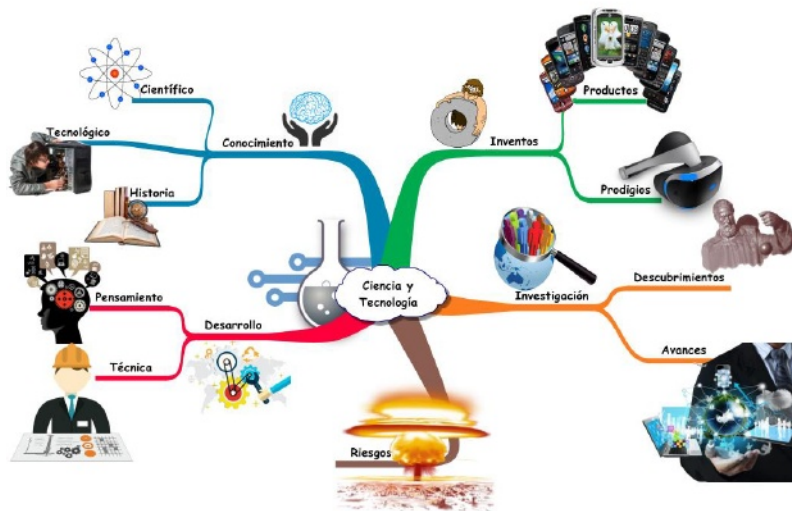 Científico
Tecnológico
Conocimiento
Historia
Productos
Inventos
Prodigios
Ciencia y
Tecnología
Investigación
Descubrimientos
Avances
Pensamiento
Desarrollo
Técnica
Riesgos